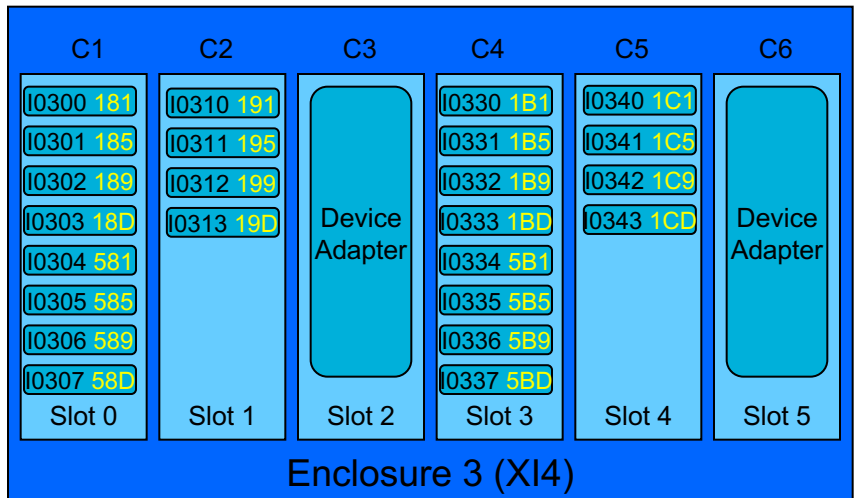 C1
C2
C3
C4
C5
C6
I0300 181
I0301 185
I0302 189
I0303 18D
I0304 581
I0305 585
I0306 589
I0307 58D
Slot 0
I0310 191
I0311 195
I0312 199
I0313 19D
Slot 1
Device
Adapter
Slot 2
I0330 1B1
I0331 1B5
I0332 1B9
I0333 1BD
I0334 5B1
I0335 5B5
I0336 5B9
I0337 5BD
Slot 3
I0340 1C1
I0341 1C5
I0342 1C9
I0343 1CD
Slot 4
Device
Adapter
Slot 5
Enclosure 3 (XI4)